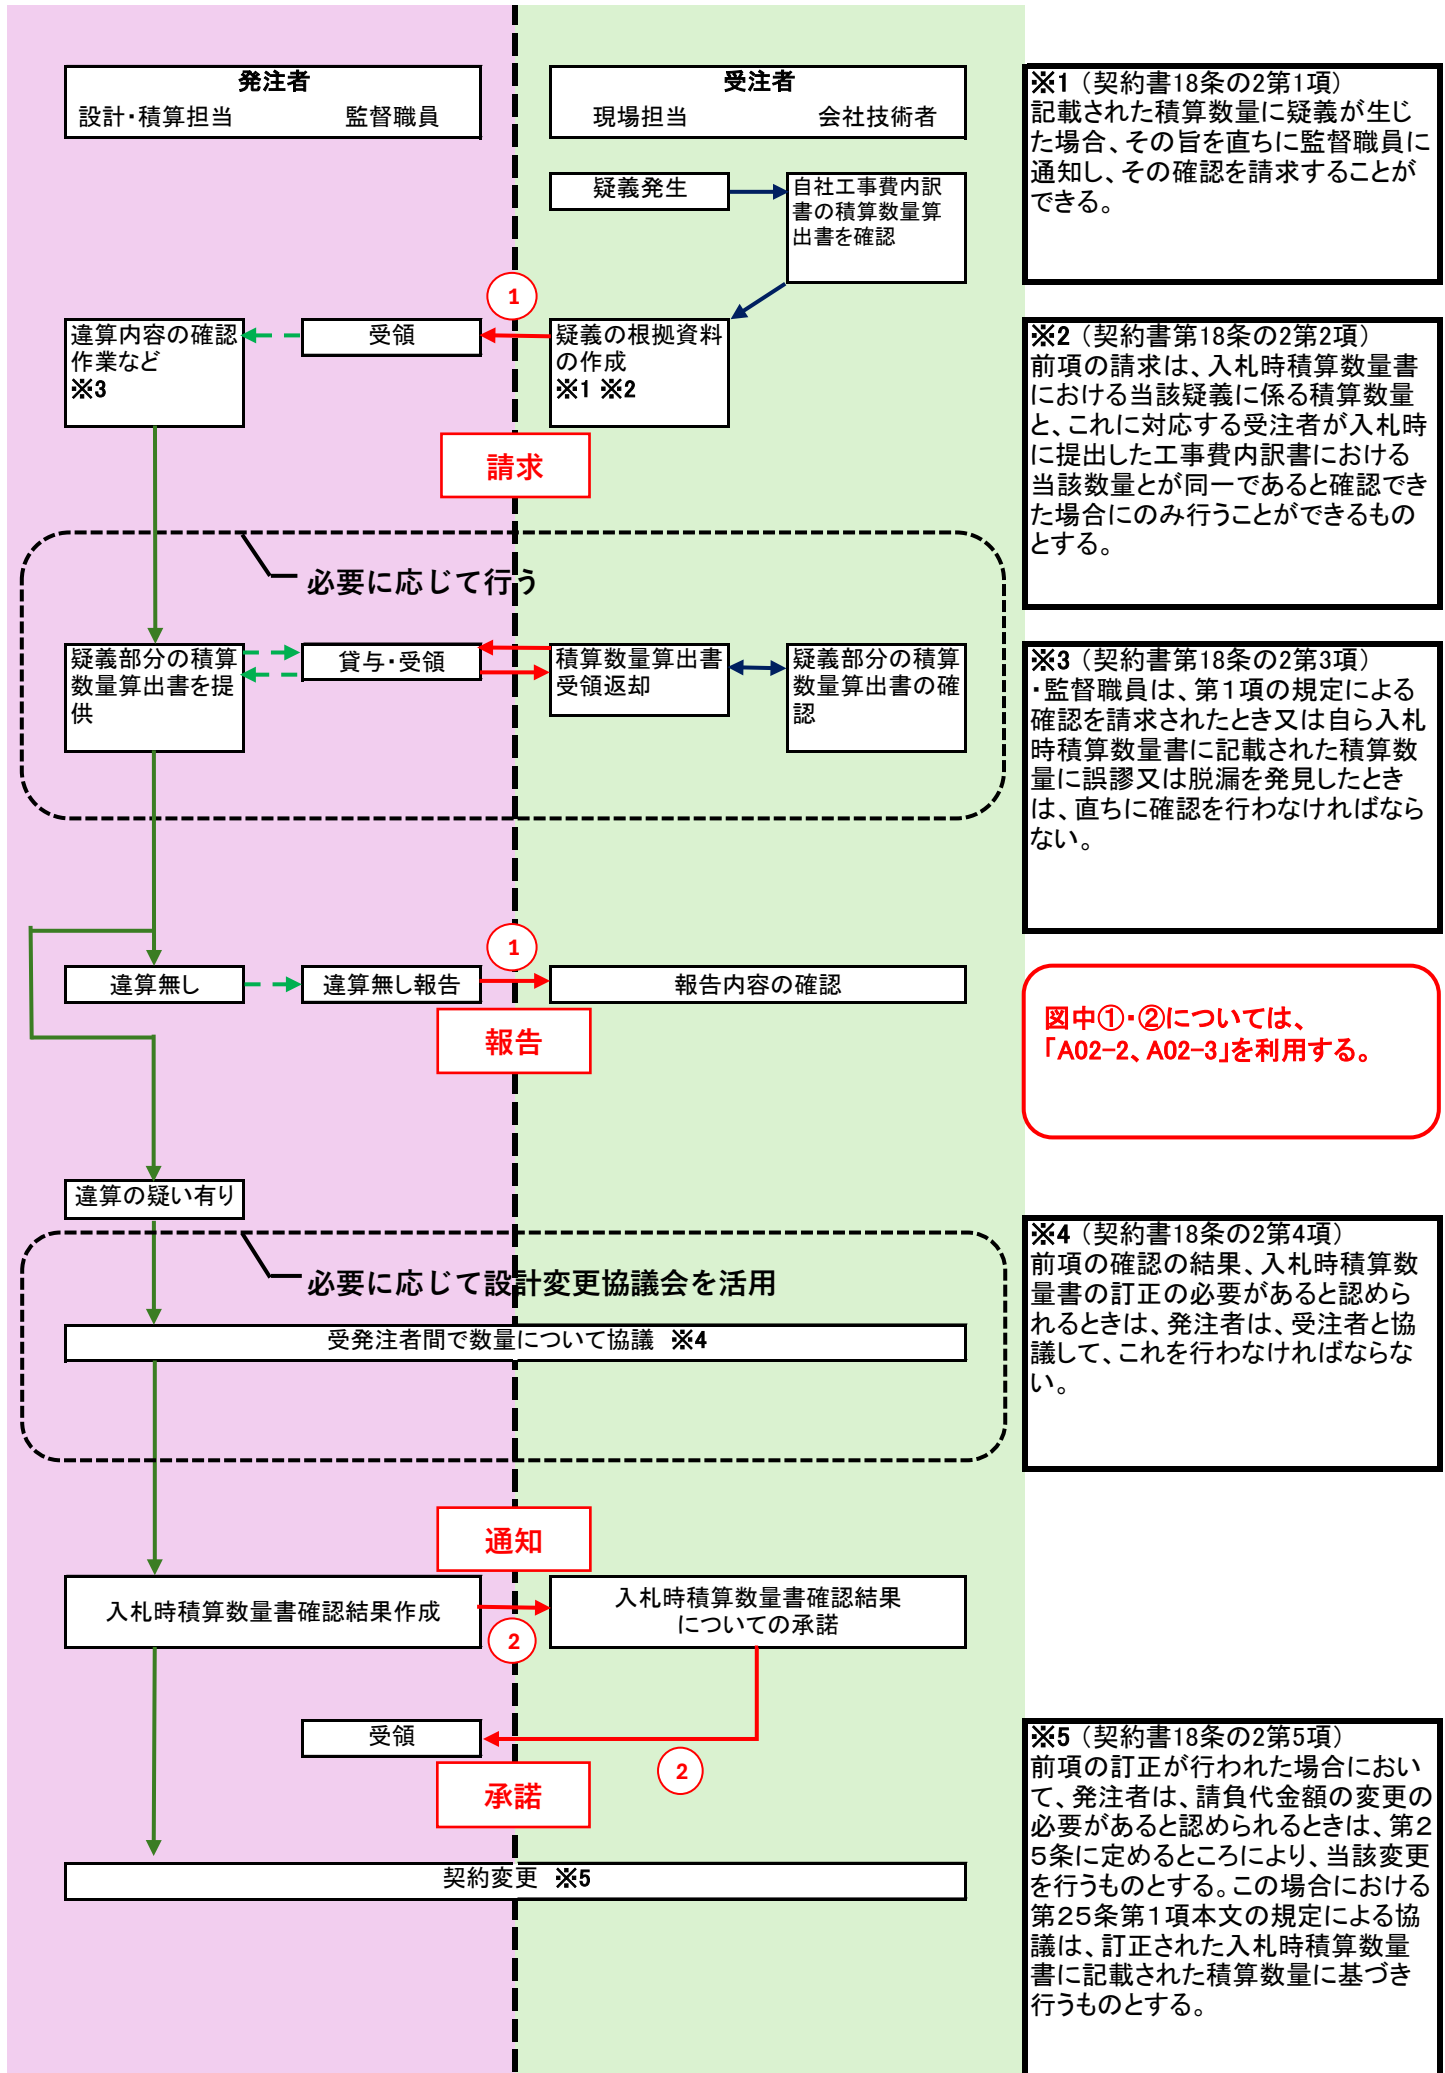 発注者
設計・積算担当　監督職員
受注者
現場担当　会社技術者
疑義発生
自社工事費内訳
書の積算数量算
出書を確認
①
違算内容の確認
作業など
※3
受領
疑義の根拠資料
の作成
※1 ※2
請求
必要に応じて行う
疑義部分の積算
数量算出書を提
供
貸与・受領
積算数量算出書
受領返却
疑義部分の積算
数量算出書の確
認
①
違算無し
違算無し報告
報告内容の確認
報告
違算の疑い有り
必要に応じて設計変更協議会を活用
受発注者間で数量について協議　※4
通知
入札時積算数量書確認結果作成
入札時積算数量書確認結果
についての承諾
②
受領
②
承諾
契約変更　※5
※1（契約書18条の2第1項）
記載された積算数量に疑義が生じ
た場合、その旨を直ちに監督職員に
通知し、その確認を請求することが
できる。
※2（契約書第18条の2第2項）
前項の請求は、入札時積算数量書
における当該疑義に係る積算数量
と、これに対応する受注者が入札時
に提出した工事費内訳書における
当該数量とが同一であると確認でき
た場合にのみ行うことができるもの
とする。
※3（契約書第18条の2第3項）
・監督職員は、第１項の規定による
確認を請求されたとき又は自ら入札
時積算数量書に記載された積算数
量に誤謬又は脱漏を発見したとき
は、直ちに確認を行わなければなら
ない。
図中①・②については、
「A02-2、A02-3」を利用する。
※4（契約書18条の2第4項）
前項の確認の結果、入札時積算数
量書の訂正の必要があると認めら
れるときは、発注者は、受注者と協
議して、これを行わなければならな
い。
※5（契約書18条の2第5項）
前項の訂正が行われた場合におい
て、発注者は、請負代金額の変更の
必要があると認められるときは、第２
５条に定めるところにより、当該変更
を行うものとする。この場合における
第２５条第１項本文の規定による協
議は、訂正された入札時積算数量
書に記載された積算数量に基づき
行うものとする。